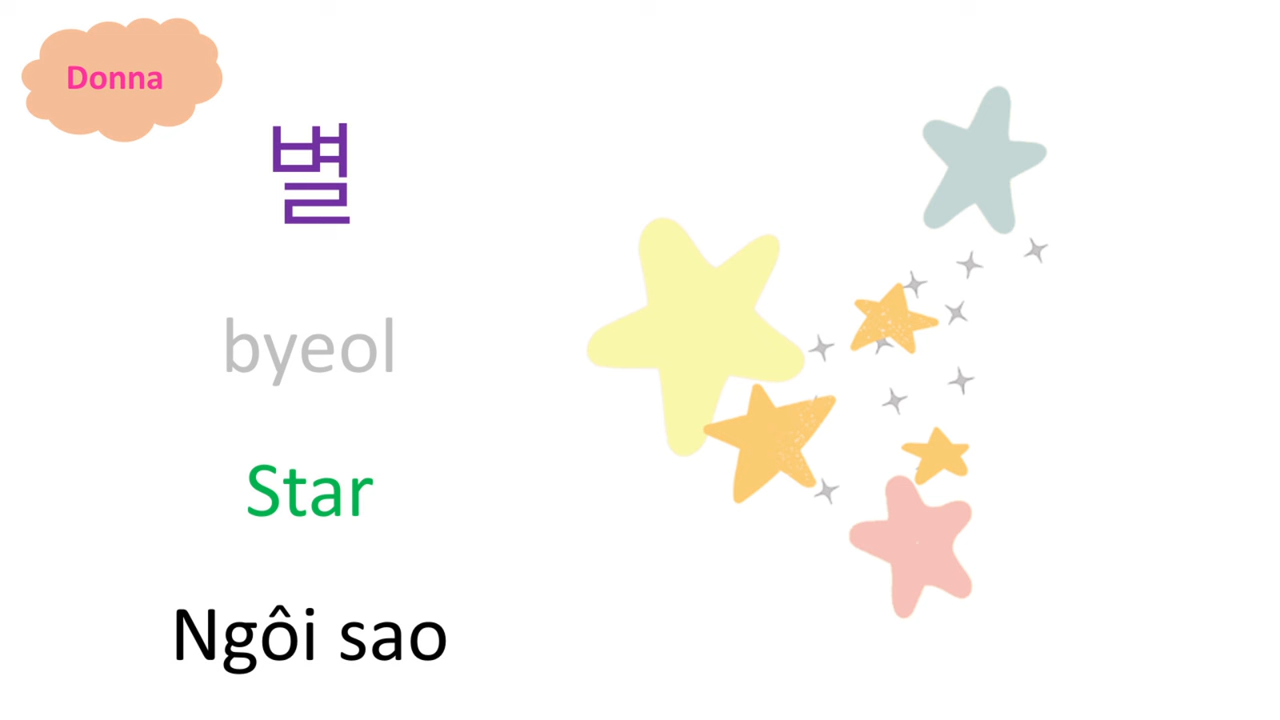 Donna
별
byeol
Star
Ngôi sao